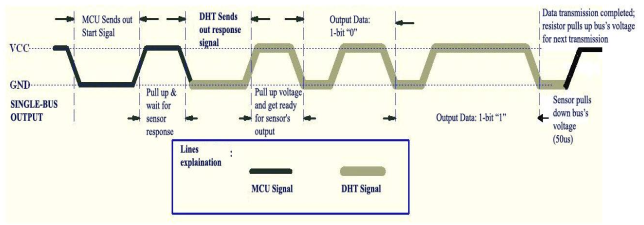 MCU Sends out
Start Sigal
DHT Sends
out response
signal
Output Data:
1-bit "0"
Data transmission completed;
resistor pulls up bus's voltage
for next transmission
VCC
GND
SINGLE-BUS
OUTPUT
Pull up &
wait for
sensor
response
Pull up voltage
and get ready
for sensor's
output
Output Data: 1-bit "1"
Sensor pulls
down bus's
voltage
(50us)
Lines
explaination :
MCU Signal
DHT Signal